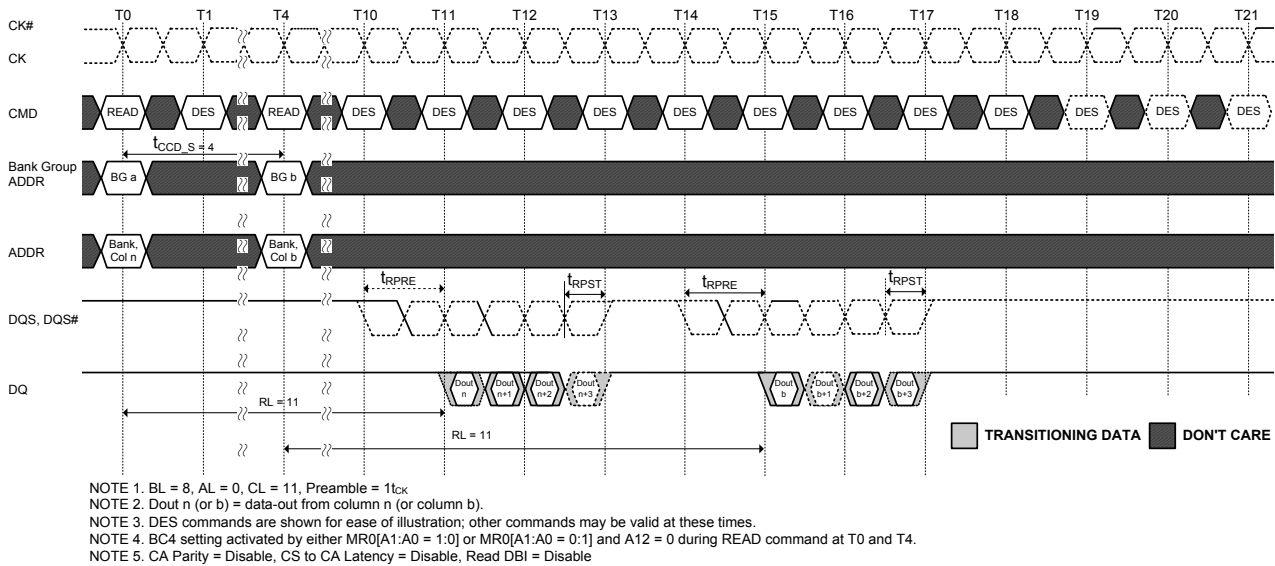 T0 T1 T4 T10 T11 T12 T13 T14 T15 T16 T17 T18 T19 T20 T21
CK#
CK
CMD READ DES READ DES DES DES DES DES DES DES DES DES DES DES DES
tCCD_S = 4
Bank Group
ADDR
BG a BG b
ADDR
Bank,
Col n
Bank,
Col b
tRPRE tRPST tRPRE tRPST
DQS, DQS#
DQ
Dout
n
Dout
n+1
Dout
n+2
Dout
n+3
Dout
b
Dout
b+1
Dout
b+2
Dout
b+3
RL = 11
RL = 11
TRANSITIONING DATA DON'T CARE
NOTE 1. BL = 8, AL = 0, CL = 11, Preamble = 1tCK
NOTE 2. Dout n (or b) = data-out from column n (or column b).
NOTE 3. DES commands are shown for ease of illustration; other commands may be valid at these times.
NOTE 4. BC4 setting activated by either MR0[A1:A0 = 1:0] or MR0[A1:A0 = 0:1] and A12 = 0 during READ command at T0 and T4.
NOTE 5. CA Parity = Disable, CS to CA Latency = Disable, Read DBI = Disable